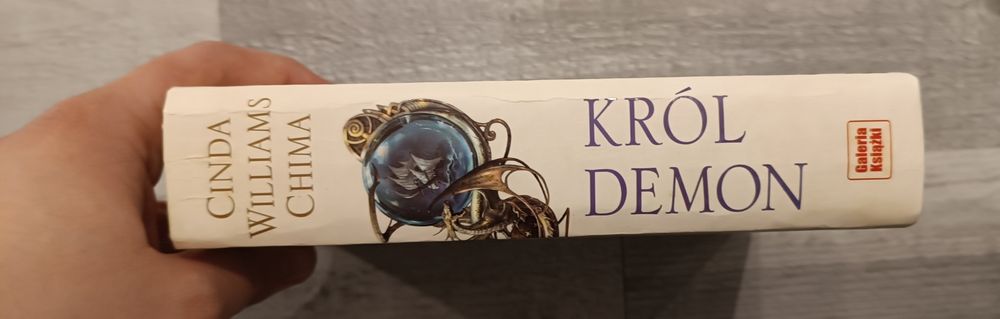 CINDA
WILLIAMS
CHIMA
KRÓL
DEMON
Galeria
Książki